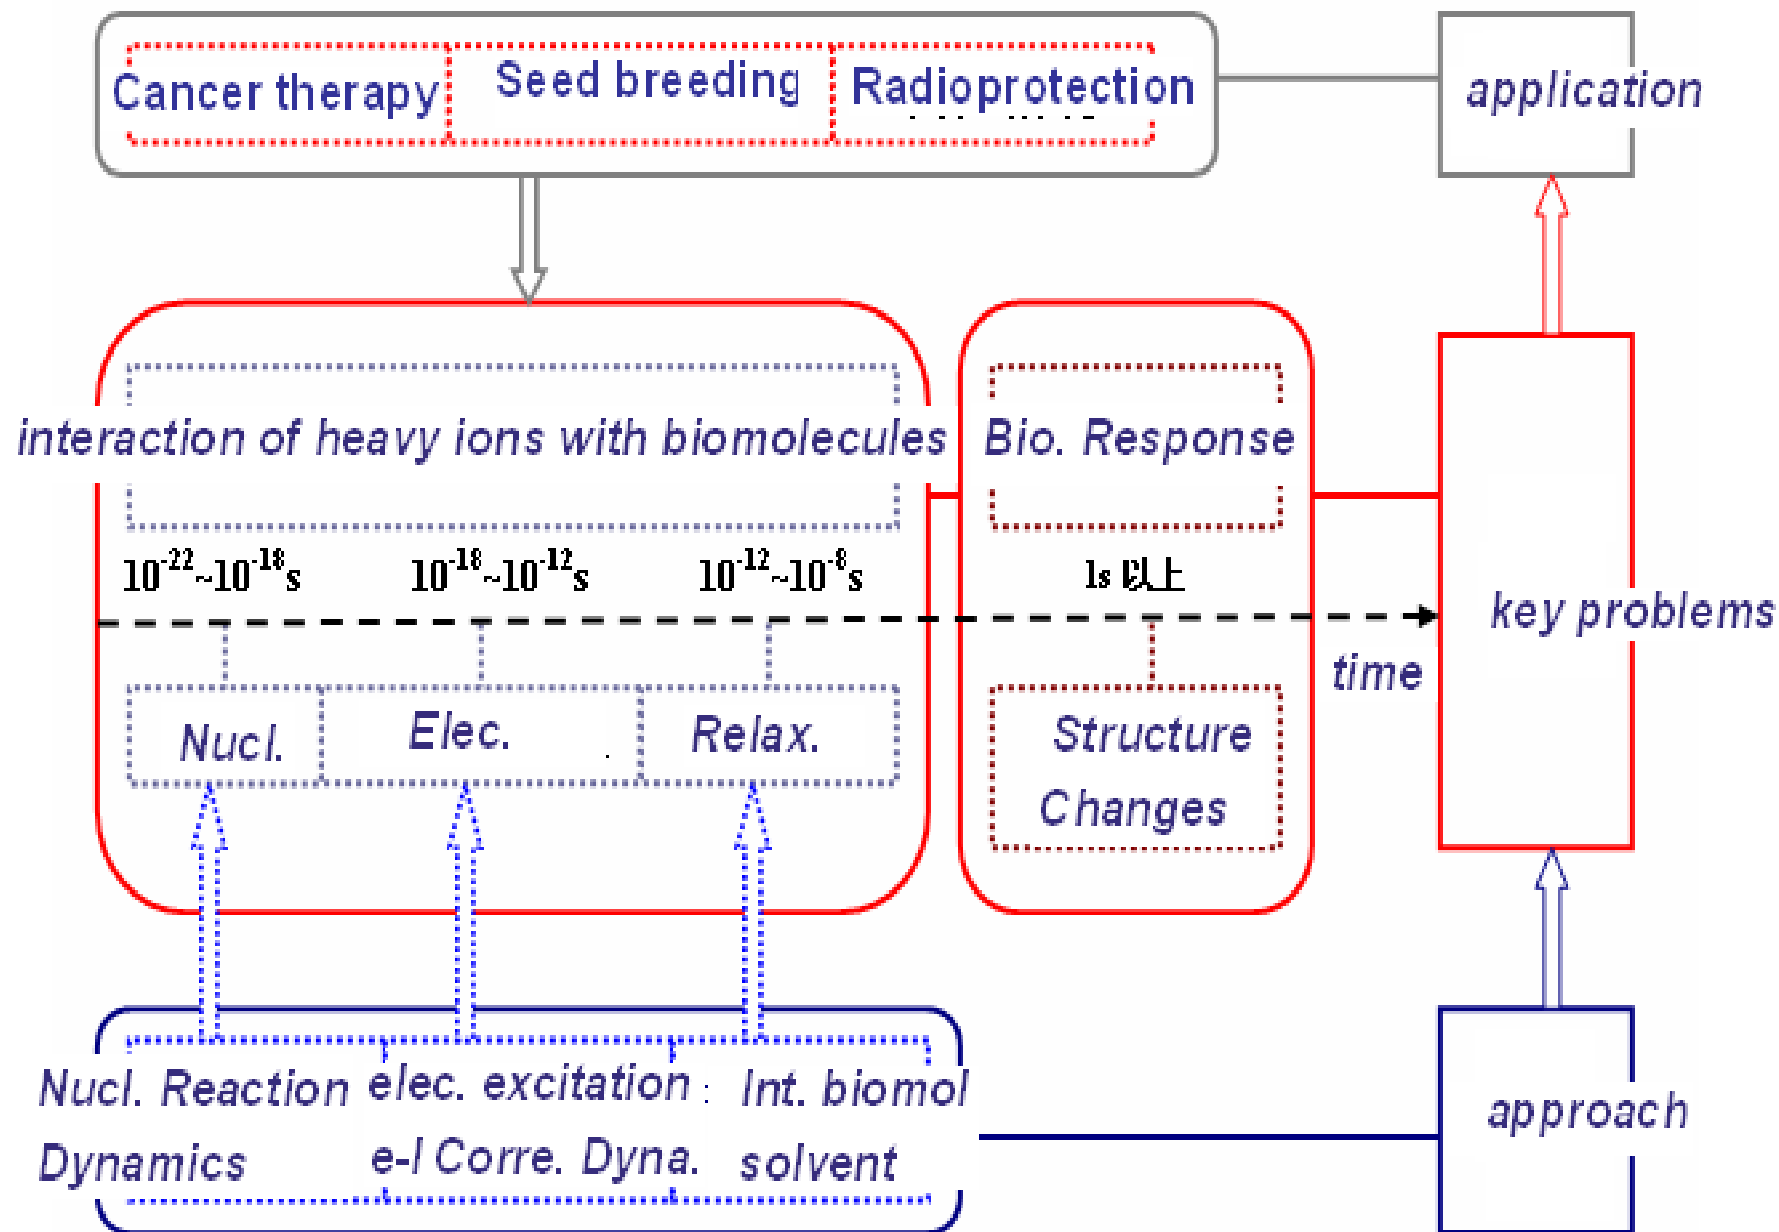 Cancer therapy
Seed breeding
Radioprotection
application
interaction of heavy ions with biomolecules
Bio. Response
10⁻²²~10⁻¹⁸s
10⁻¹⁸~10⁻¹²s
10⁻¹²~10⁻⁸s
1s 以上
key problems
time
Nucl.
Elec.
Relax.
Structure
Changes
Nucl. Reaction
Dynamics
elec. excitation :
e-I Corre. Dyna.
Int. biomol
solvent
approach